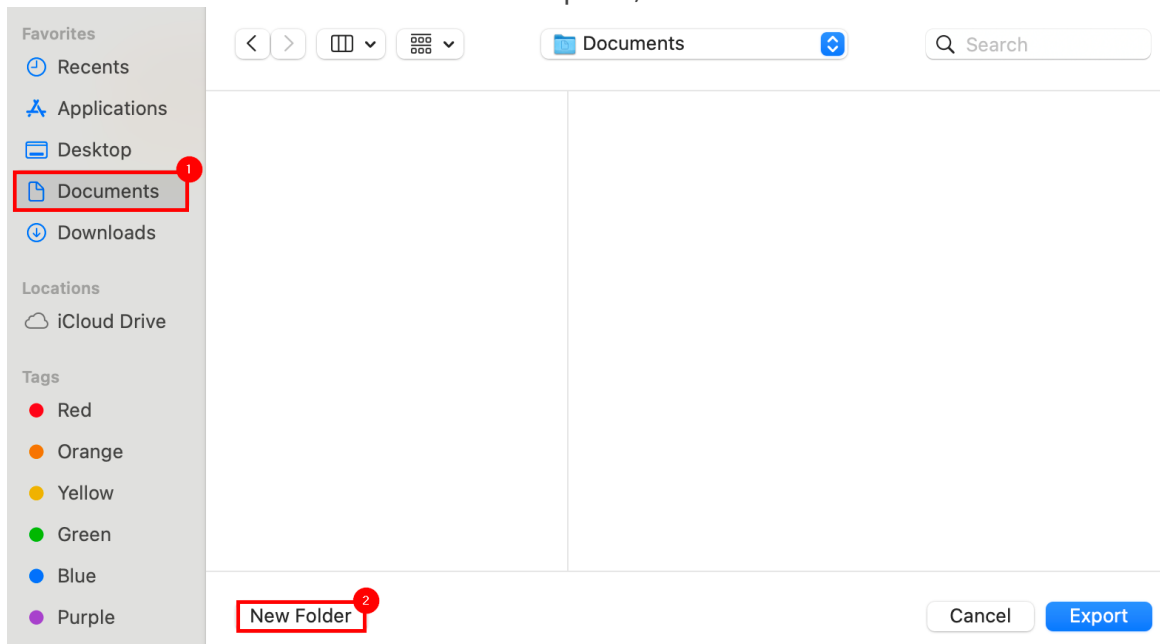 Favorites
Recents
Applications
Desktop
1
Documents
Downloads
Locations
iCloud Drive
Tags
Red
Orange
Yellow
Green
Blue
Purple
Documents
Search
2
New Folder
Cancel
Export